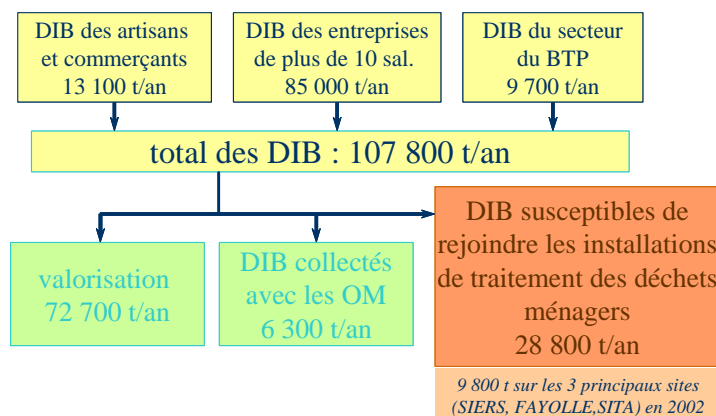 DIB des artisans
et commerçants
13 100 t/an
DIB des entreprises
de plus de 10 sal.
85 000 t/an
DIB du secteur
du BTP
9 700 t/an
total des DIB : 107 800 t/an
valorisation
72 700 t/an
DIB collectés
avec les OM
6 300 t/an
DIB susceptibles de
rejoindre les installations
de traitement des déchets
ménagers
28 800 t/an
9 800 t sur les 3 principaux sites
(SIERS, FAYOLLE,SITA) en 2002